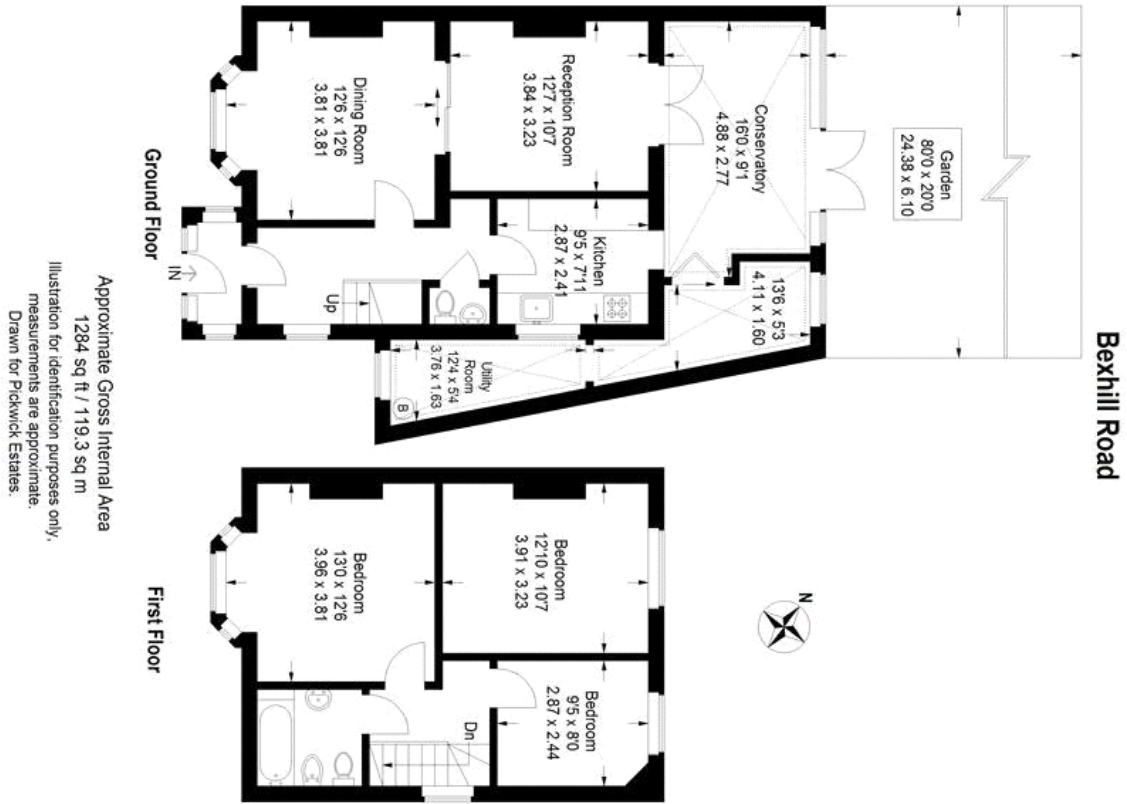 Bexhill Road
Garden
80'0 x 20'0
24.38 x 6.10
Conservatory
16'0 x 9'1
4.88 x 2.77
13'6 x 5'3
4.11 x 1.60
Reception Room
12'7 x 10'7
3.84 x 3.23
Kitchen
9'5 x 7'11
2.87 x 2.41
Dining Room
12'6 x 12'6
3.81 x 3.81
Utility
Room
12'4 x 5'4
3.76 x 1.63
B
Up
IN
Ground Floor
N
Bedroom
12'10 x 10'7
3.91 x 3.23
Bedroom
9'5 x 8'0
2.87 x 2.44
Bedroom
13'0 x 12'6
3.96 x 3.81
Dn
First Floor
Approximate Gross Internal Area
1284 sq ft / 119.3 sq m
Illustration for identification purposes only,
measurements are approximate.
Drawn for Pickwick Estates.